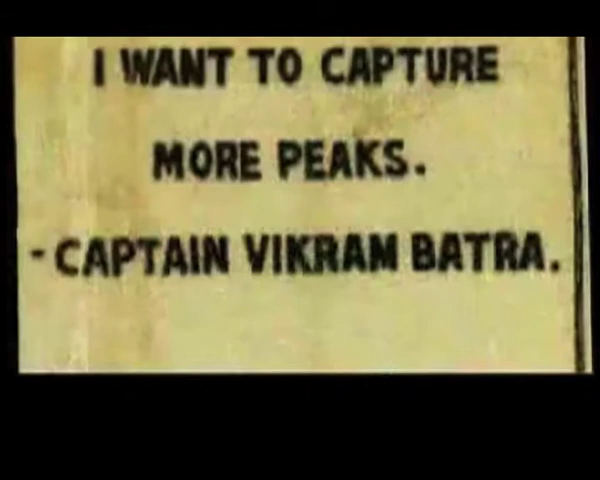 I WANT TO CAPTURE
MORE PEAKS.
- CAPTAIN VIKRAM BATRA.